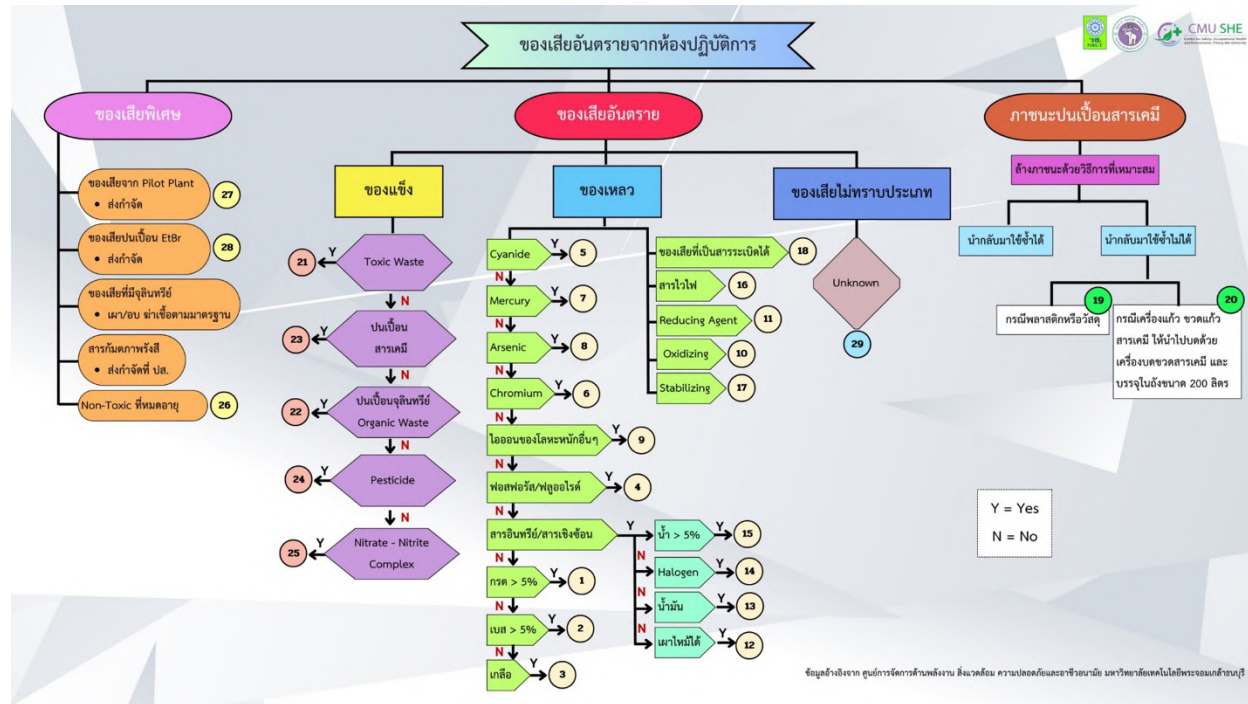 ของเสียอันตรายจากห้องปฏิบัติการ
CMU SHE
ของเสียพิเศษ
ของเสียจาก Pilot Plant
• ส่งกำจัด
27
ของเสียปนเปื้อน EtBr
• ส่งกำจัด
28
ของเสียที่มีจุลินทรีย์
• เผา/อบ ฆ่าเชื้อตามมาตรฐาน
สารกัมตภาพรังสี
• ส่งกำจัดที่ ปส.
Non-Toxic ที่หมดอายุ
26
ของเสียอันตราย
ของแข็ง
Toxic Waste
Y
21
N
ปนเปื้อน
สารเคมี
Y
23
N
ปนเปื้อนจุลินทรีย์
Organic Waste
Y
22
N
Pesticide
Y
24
N
Nitrate - Nitrite
Complex
Y
25
ของเหลว
Cyanide
Y
5
N
Mercury
Y
7
N
Arsenic
Y
8
N
Chromium
Y
6
N
ไอออนของโลหะหนักอื่นๆ
Y
9
N
ฟอสฟอรัส/ฟลูออไรด์
Y
4
N
สารอินทรีย์/สารเชิงซ้อน
Y
N
กรด > 5%
Y
1
N
เบส > 5%
Y
2
N
เกลือ
Y
3
น้ำ > 5%
Y
15
N
Halogen
Y
14
N
น้ำมัน
Y
13
N
เผาไหม้ได้
Y
12
ของเสียที่เป็นสารระเบิดได้
18
สารไวไฟ
16
Reducing Agent
11
Oxidizing
10
Stabilizing
17
ของเสียไม่ทราบประเภท
Unknown
29
ภาชนะปนเปื้อนสารเคมี
ล้างภาชนะด้วยวิธีการที่เหมาะสม
นำกลับมาใช้ซ้ำได้
นำกลับมาใช้ซ้ำไม่ได้
19
กรณีพลาสติกหรือวัสดุ
20
กรณีเครื่องแก้ว ขวดแก้ว
สารเคมี ให้นำไปบดด้วย
เครื่องบดขวดสารเคมี และ
บรรจุในถังขนาด 200 ลิตร
Y = Yes
N = No
ข้อมูลอ้างอิงจาก ศูนย์การจัดการด้านพลังงาน สิ่งแวดล้อม ความปลอดภัยและอาชีวอนามัย มหาวิทยาลัยเทคโนโลยีพระจอมเกล้าธนบุรี